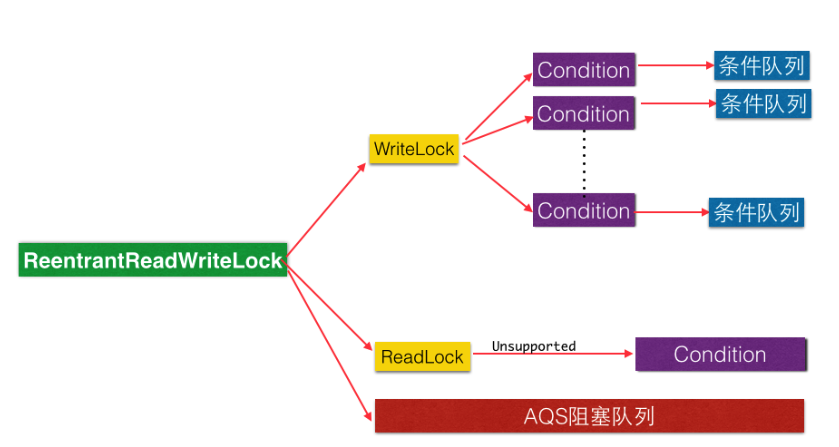 Condition
条件队列
Condition
条件队列
WriteLock
Condition
条件队列
ReentrantReadWriteLock
ReadLock
Unsupported
Condition
AQS阻塞队列